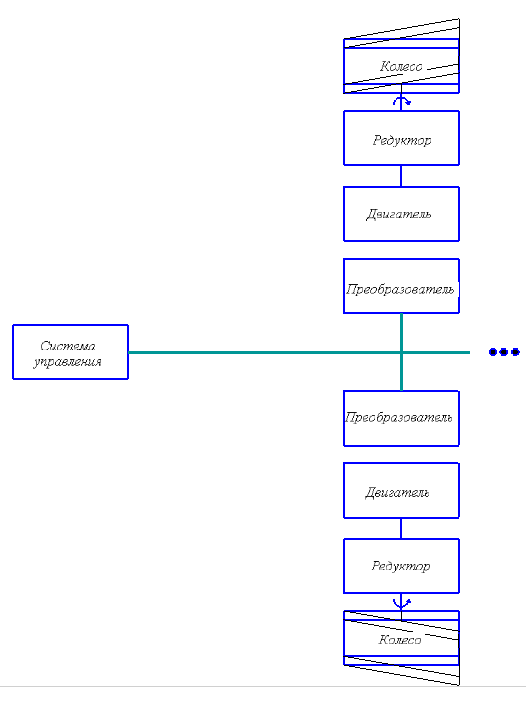 Колесо
Редуктор
Двигатель
Преобразователь
Система
управления
Преобразователь
Двигатель
Редуктор
Колесо